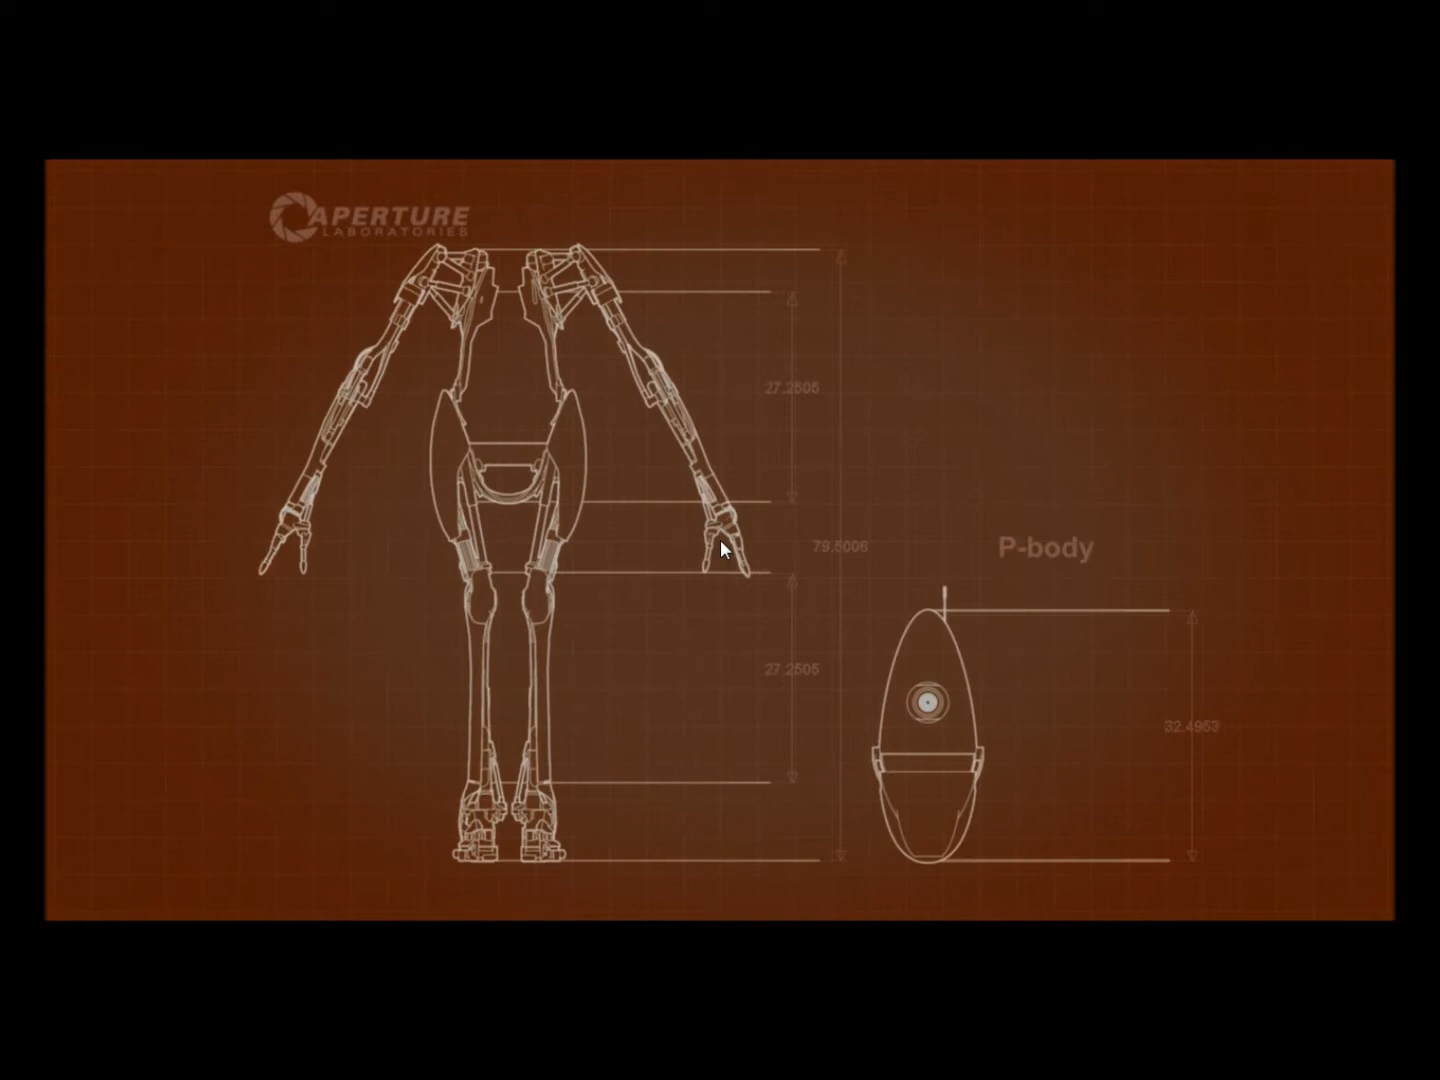 APERTURE
LABORATORIES
27.2505
79.5006
P-body
27.2505
32.4953